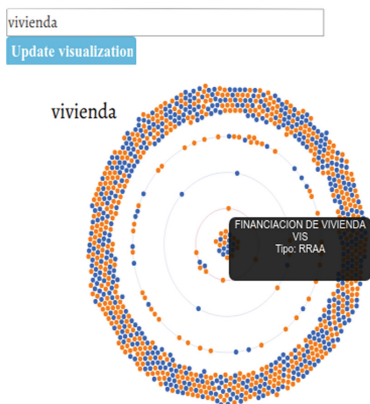 vivienda
Update visualization
vivienda
FINANCIACION DE VIVIENDA
VIS
Tipo: RRAA